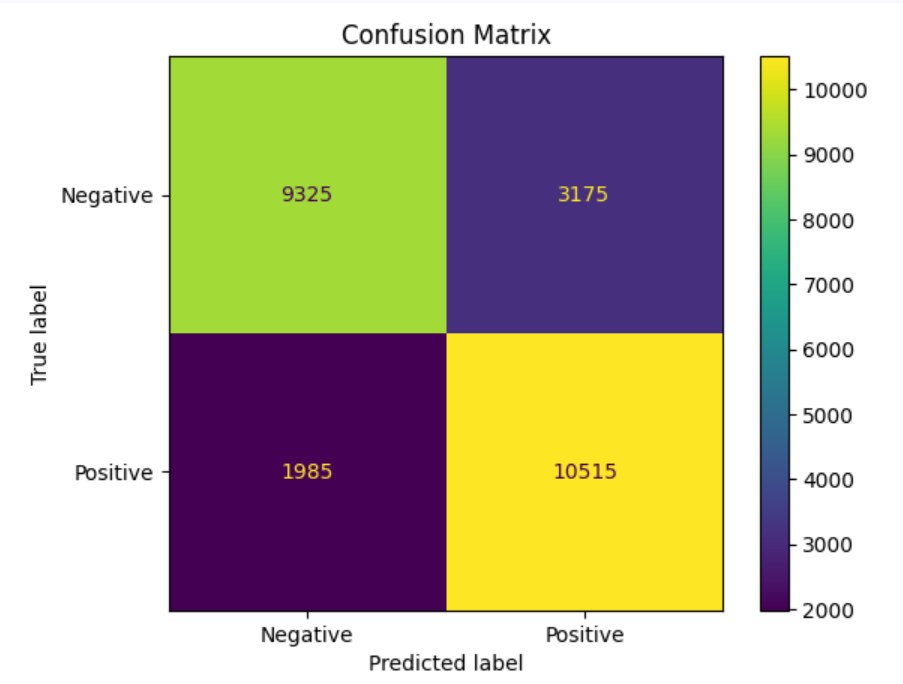 Confusion Matrix
True label
Negative
9325
3175
Positive
1985
10515
Negative
Positive
Predicted label
10000
9000
8000
7000
6000
5000
4000
3000
2000